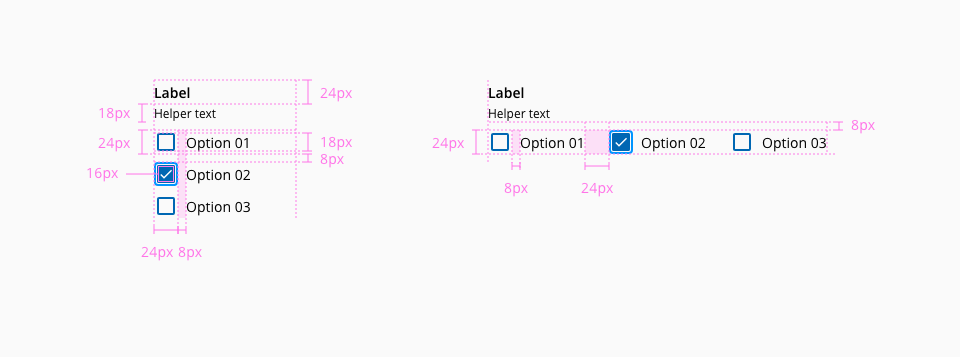 Label
24px
18px
Helper text
24px
Option 01
18px
8px
16px
Option 02
Option 03
24px 8px
Label
Helper text
8px
24px
Option 01
Option 02
Option 03
8px
24px